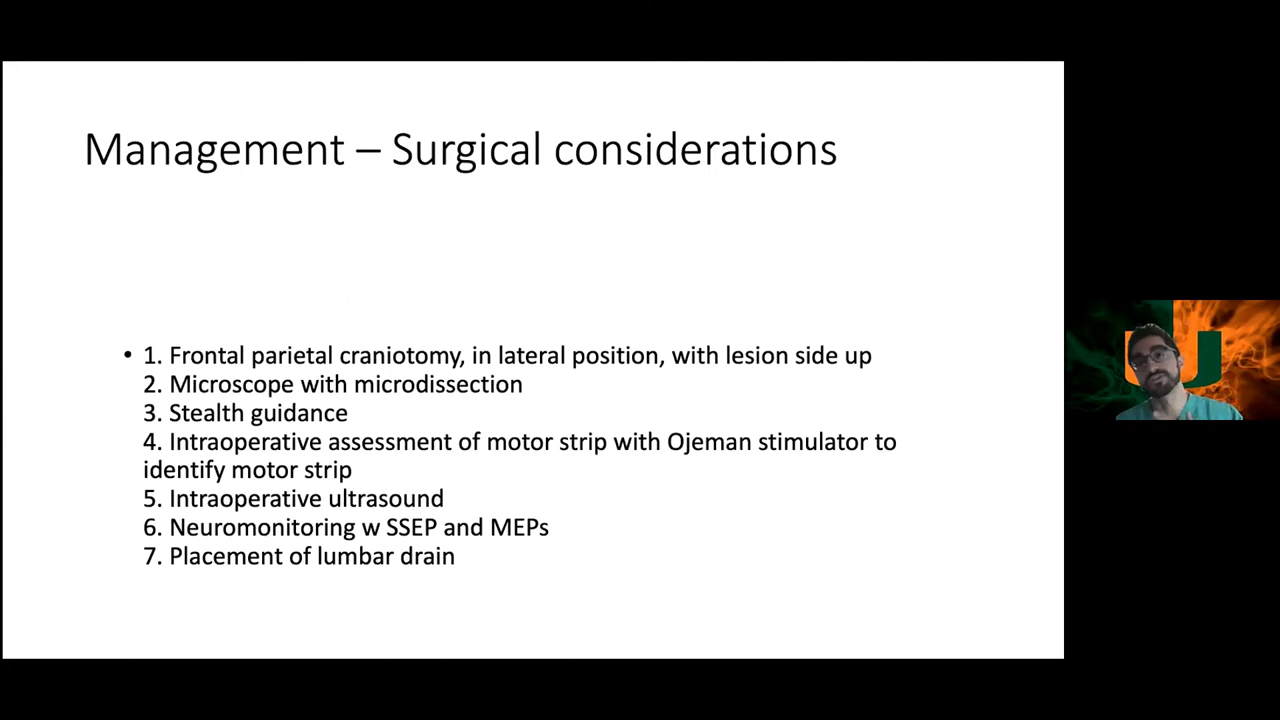 Management – Surgical considerations
• 1. Frontal parietal craniotomy, in lateral position, with lesion side up
2. Microscope with microdissection
3. Stealth guidance
4. Intraoperative assessment of motor strip with Ojeman stimulator to
identify motor strip
5. Intraoperative ultrasound
6. Neuromonitoring w SSEP and MEPs
7. Placement of lumbar drain